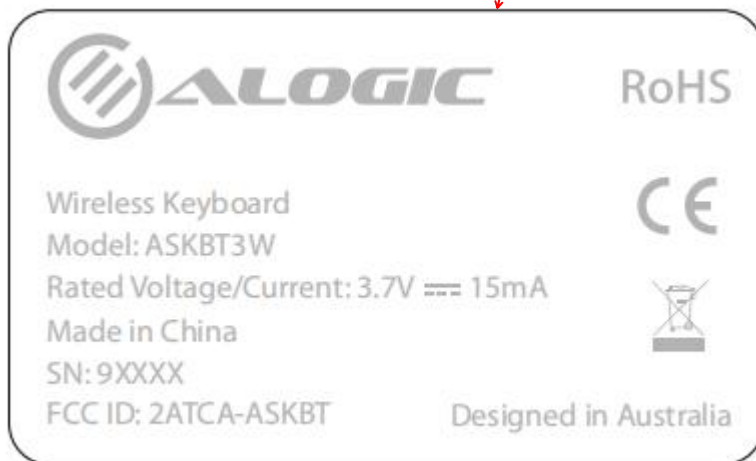 ALOGIC
RoHS
Wireless Keyboard
CE
Model: ASKBT3W
Rated Voltage/Current: 3.7V ⎓ 15mA
Made in China
SN: 9XXXX
FCC ID: 2ATCA-ASKBT
Designed in Australia